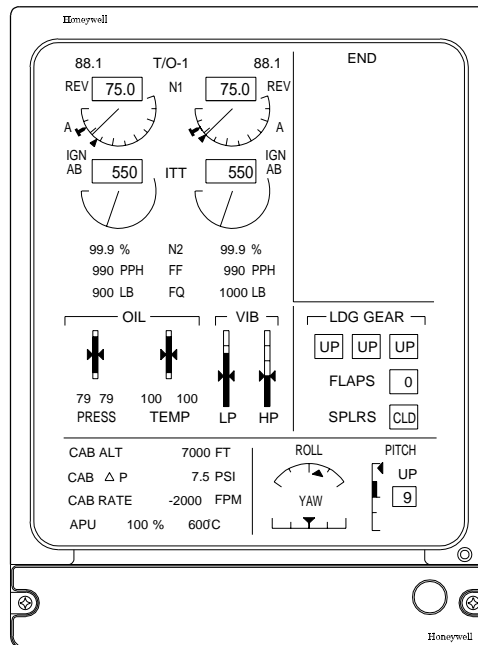 Honeywell
88.1 T/O-1 88.1 END
REV 75.0 N1 75.0 REV
A A
IGN AB 550 ITT 550 IGN AB
99.9 % N2 99.9 %
990 PPH FF 990 PPH
900 LB FQ 1000 LB
OIL VIB LDG GEAR
UP UP UP
FLAPS 0
79 79 100 100
PRESS TEMP LP HP SPLRS CLD
CAB ALT 7000 FT ROLL PITCH
CAB △ P 7.5 PSI UP
CAB RATE -2000 FPM YAW 9
APU 100 % 600°C
Honeywell